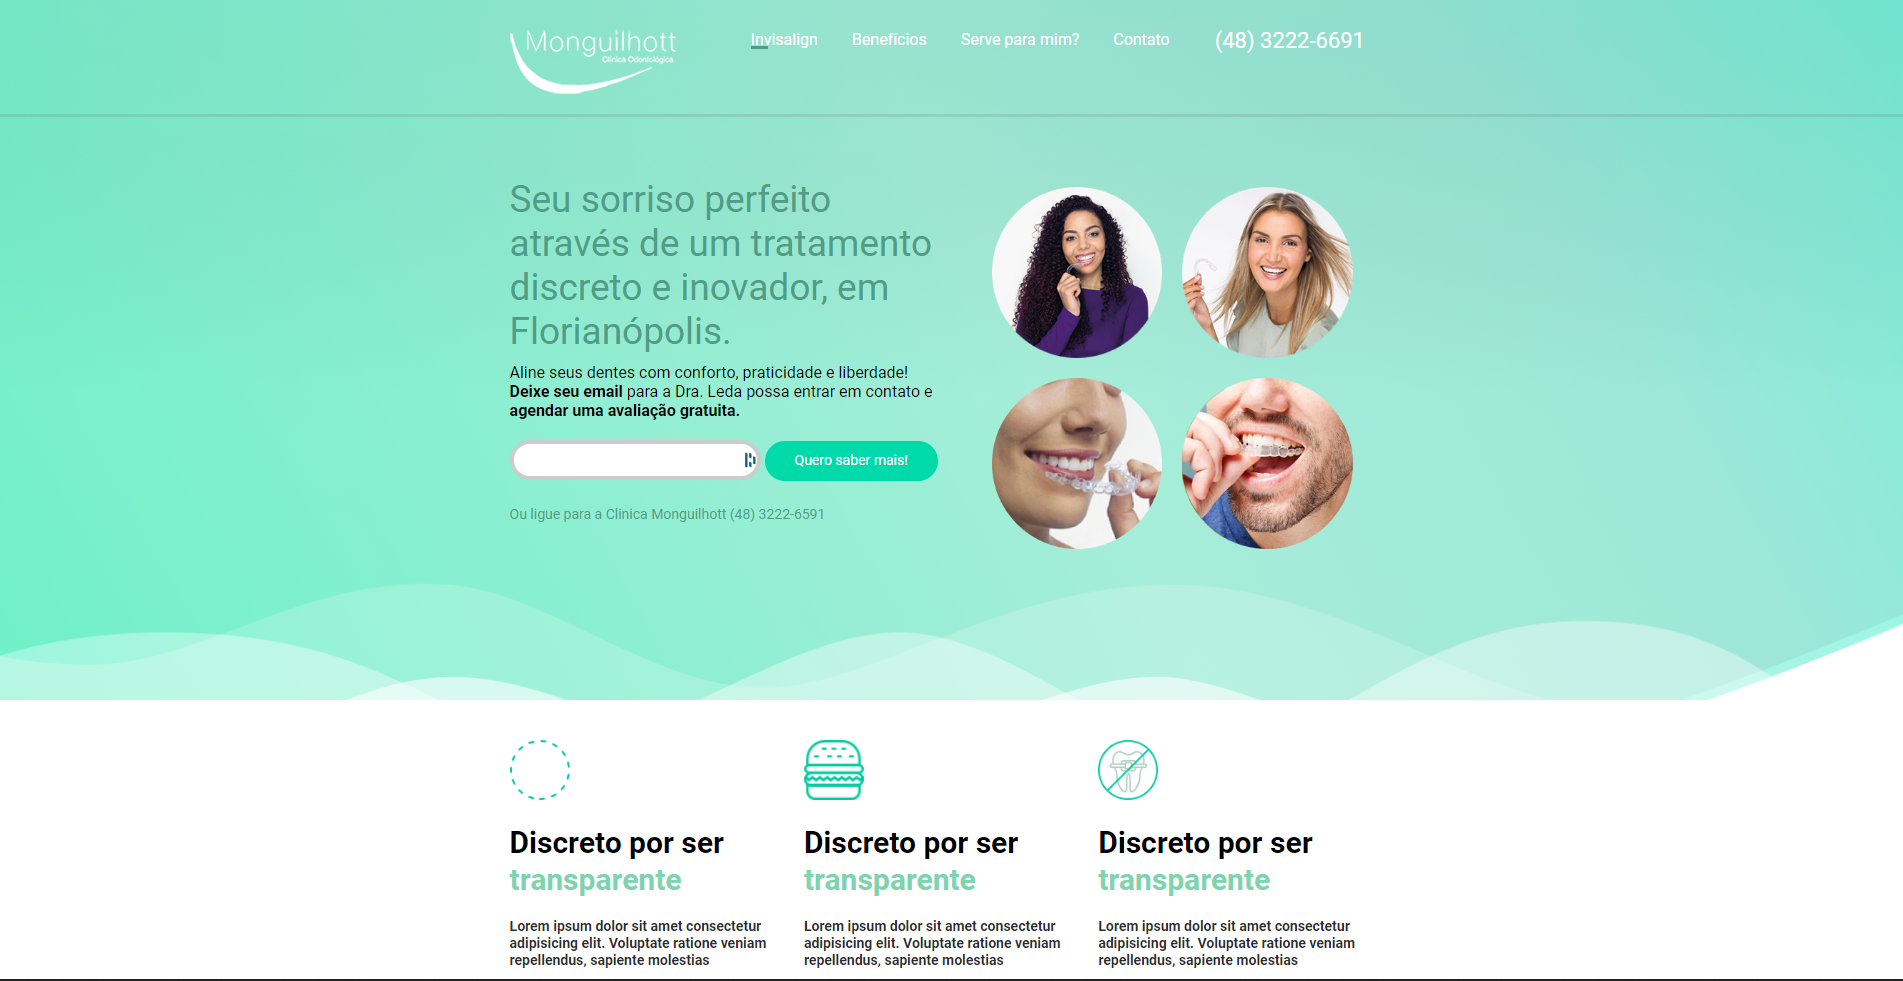 Monguilhott
Clínica Odontológica
Invisalign
Benefícios
Serve para mim?
Contato
(48) 3222-6691
Seu sorriso perfeito
através de um tratamento
discreto e inovador, em
Florianópolis.
Aline seus dentes com conforto, praticidade e liberdade!
Deixe seu email para a Dra. Leda possa entrar em contato e
agendar uma avaliação gratuita.
Quero saber mais!
Ou ligue para a Clinica Monguilhott (48) 3222-6591
Discreto por ser
transparente
Lorem ipsum dolor sit amet consectetur
adipisicing elit. Voluptate ratione veniam
repellendus, sapiente molestias
Discreto por ser
transparente
Lorem ipsum dolor sit amet consectetur
adipisicing elit. Voluptate ratione veniam
repellendus, sapiente molestias
Discreto por ser
transparente
Lorem ipsum dolor sit amet consectetur
adipisicing elit. Voluptate ratione veniam
repellendus, sapiente molestias